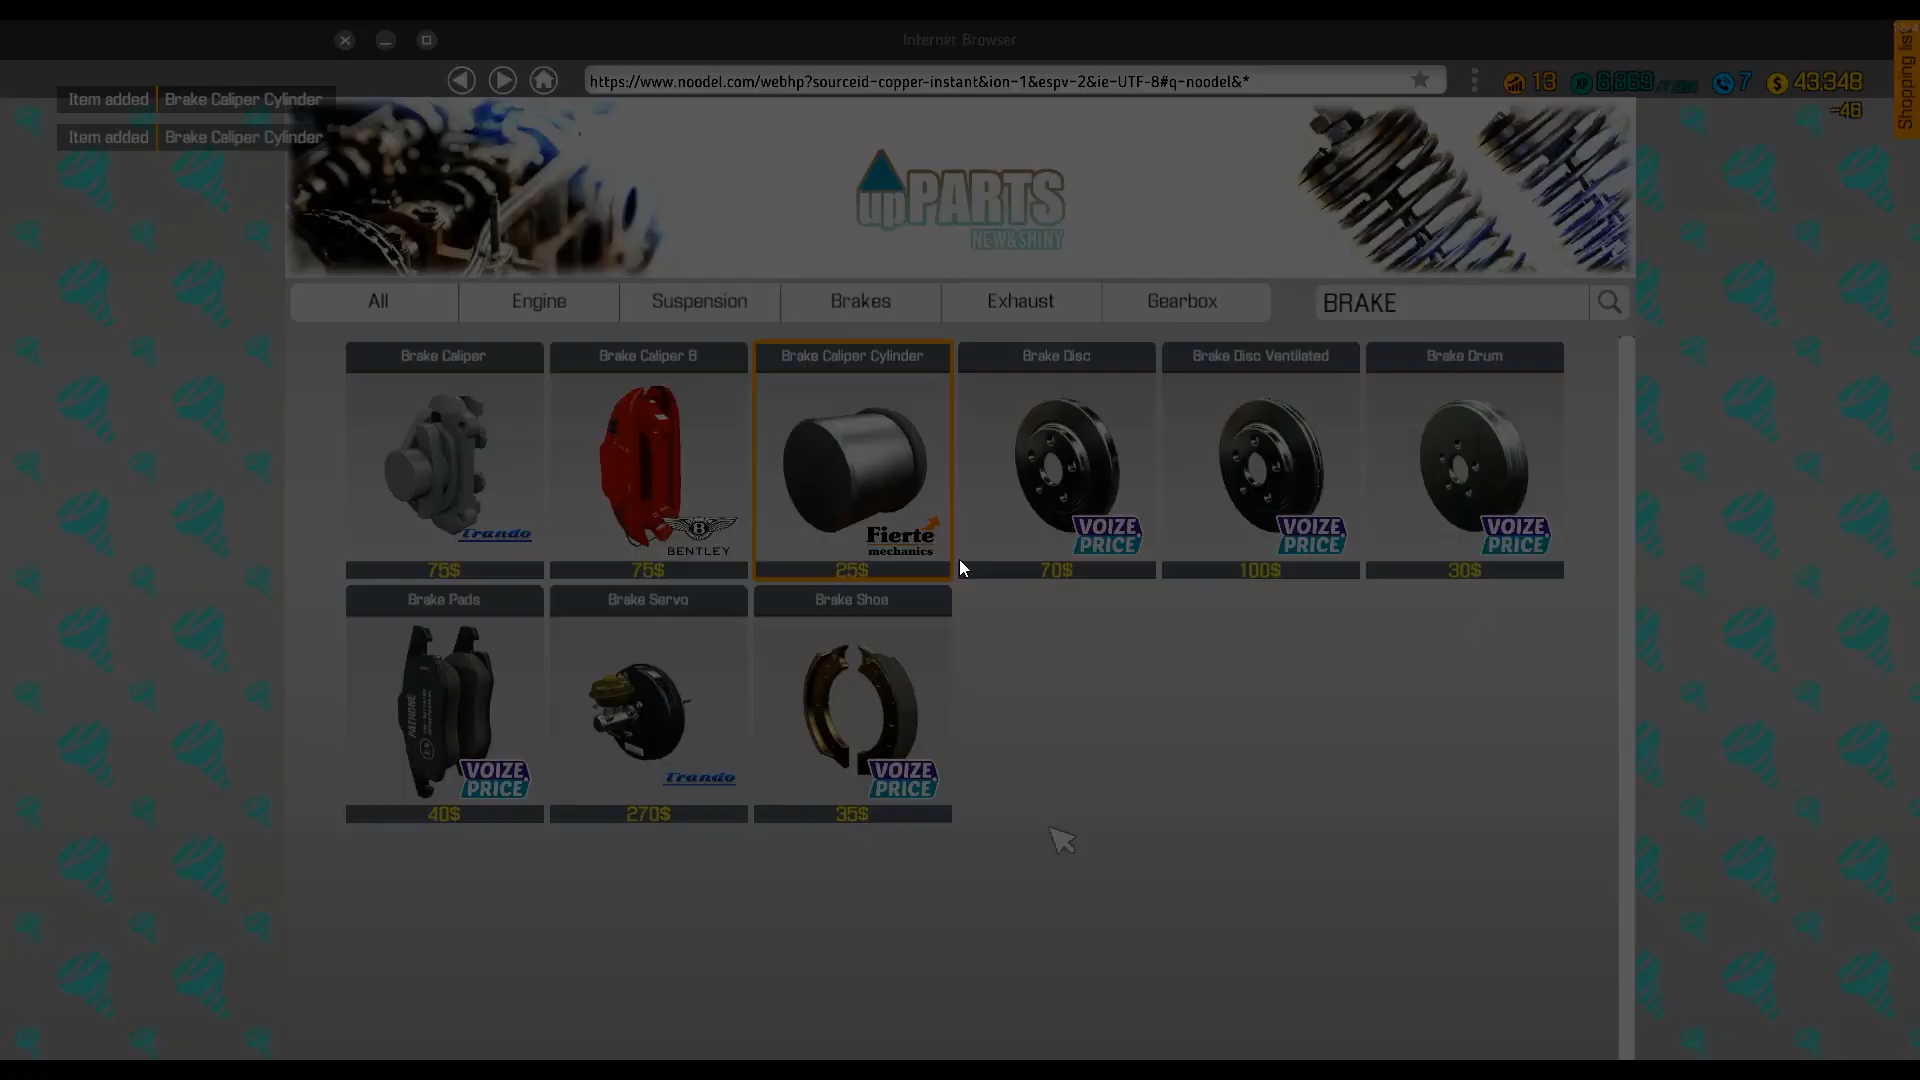 Internet Browser
https://www.noodel.com/webhp?sourceid-copper-instant&ion-1&espv-2&ie-UTF-8#q-noodel&*
13
XP 6,869
7
$ 43,348
-46
Shopping list
Item added Brake Caliper Cylinder
Item added Brake Caliper Cylinder
upPARTS
NEW&SHINY
All Engine Suspension Brakes Exhaust Gearbox BRAKE
Brake Caliper Brake Caliper B Brake Caliper Cylinder Brake Disc Brake Disc Ventilated Brake Drum
Trando
B
BENTLEY
Fierte
mechanics
VOIZE
PRICE
VOIZE
PRICE
VOIZE
PRICE
75$ 75$ 25$ 70$ 100$ 30$
Brake Pads Brake Servo Brake Shoe
PATRONE
VOIZE
PRICE
Trando
VOIZE
PRICE
40$ 270$ 35$